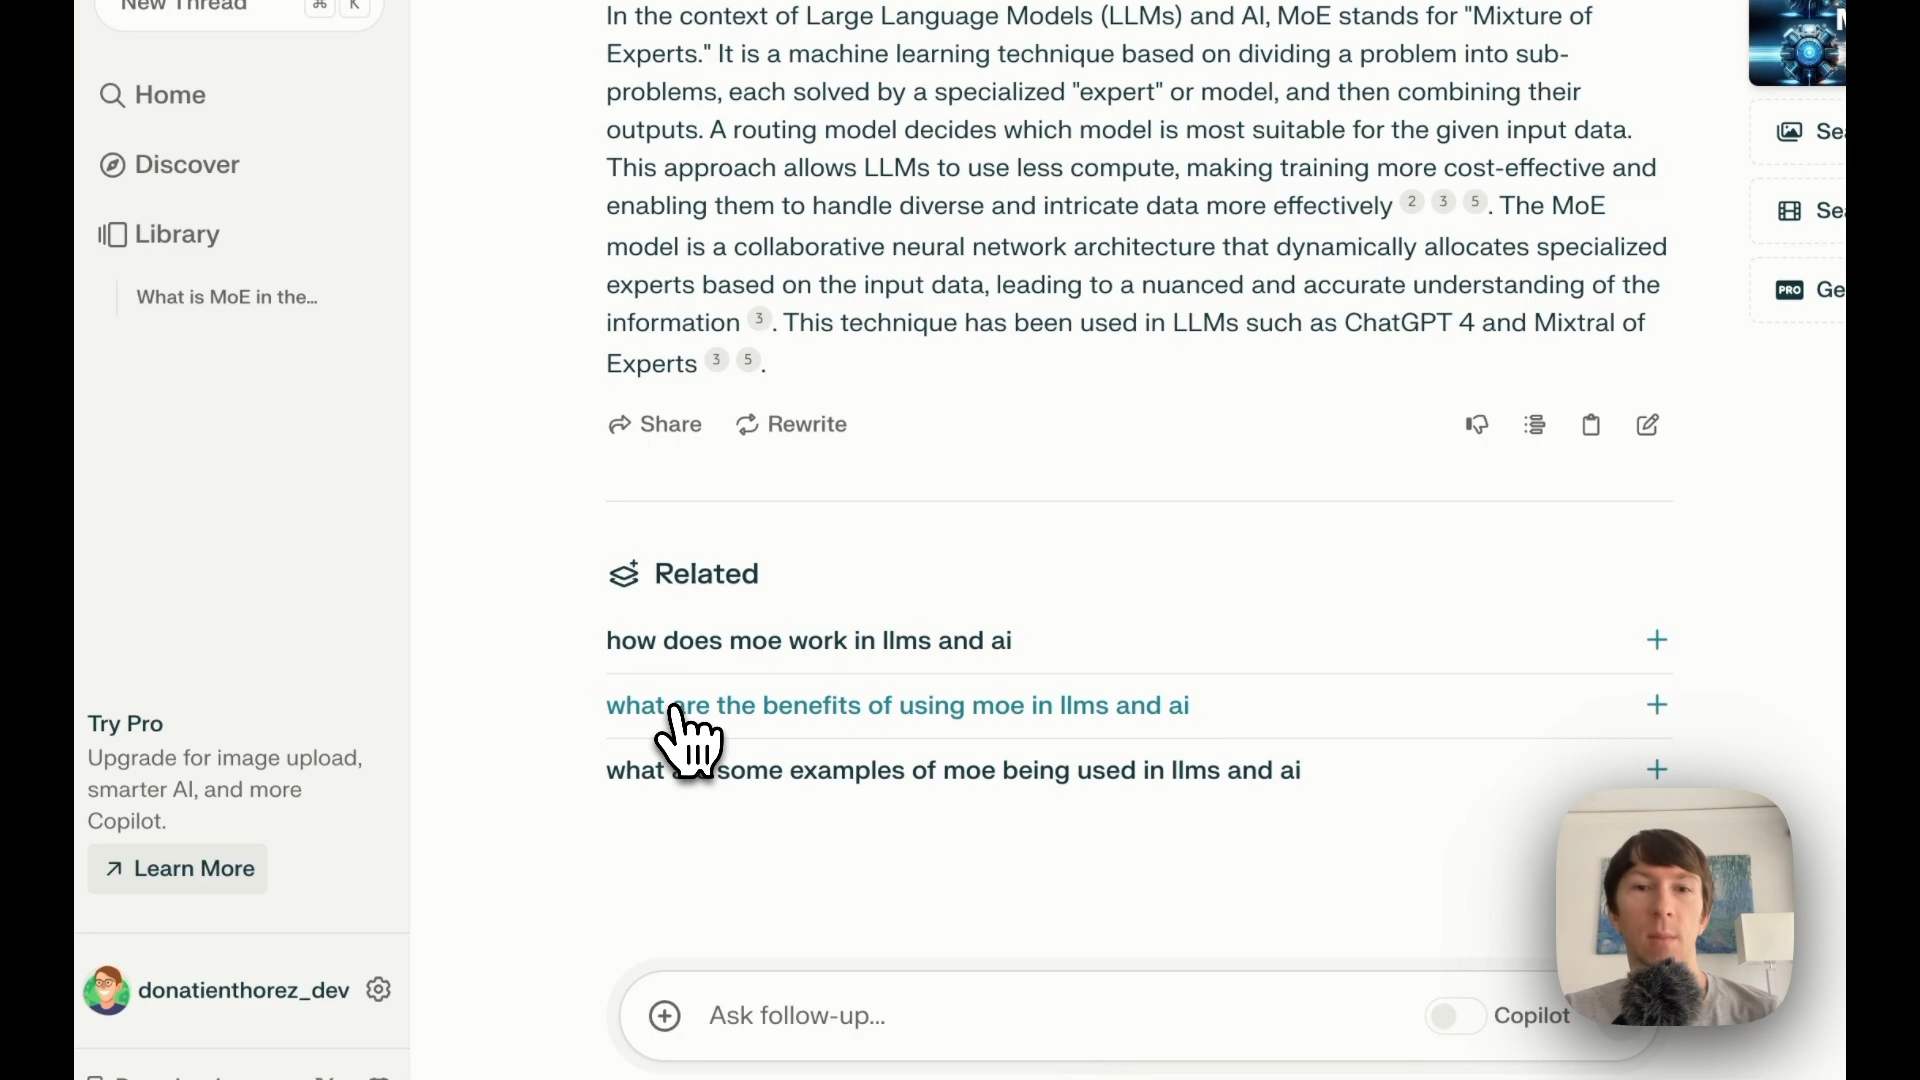 New Thread
⌘ K
Home
Discover
Library
What is MoE in the...
Try Pro
Upgrade for image upload,
smarter AI, and more
Copilot.
Learn More
donatienthorez_dev
In the context of Large Language Models (LLMs) and AI, MoE stands for "Mixture of
Experts." It is a machine learning technique based on dividing a problem into sub-
problems, each solved by a specialized "expert" or model, and then combining their
outputs. A routing model decides which model is most suitable for the given input data.
This approach allows LLMs to use less compute, making training more cost-effective and
enabling them to handle diverse and intricate data more effectively 2 3 5. The MoE
model is a collaborative neural network architecture that dynamically allocates specialized
experts based on the input data, leading to a nuanced and accurate understanding of the
information 3. This technique has been used in LLMs such as ChatGPT 4 and Mixtral of
Experts 3 5.
Share Rewrite
Related
how does moe work in llms and ai
what are the benefits of using moe in llms and ai
what some examples of moe being used in llms and ai
Ask follow-up...
Copilot
Se
Se
PRO Ge